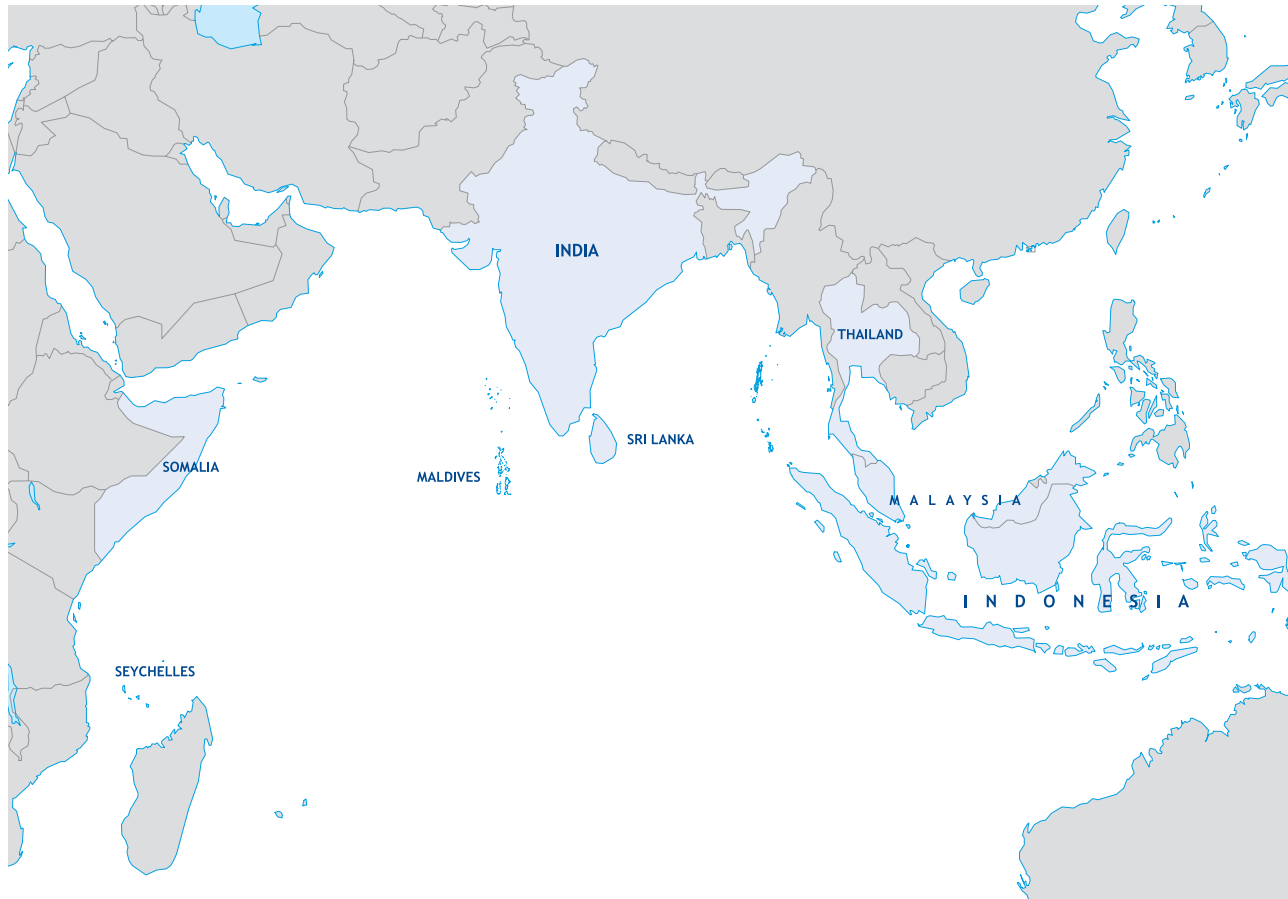 INDIA
THAILAND
SRI LANKA
SOMALIA
MALDIVES
MALAYSIA
INDONESIA
SEYCHELLES